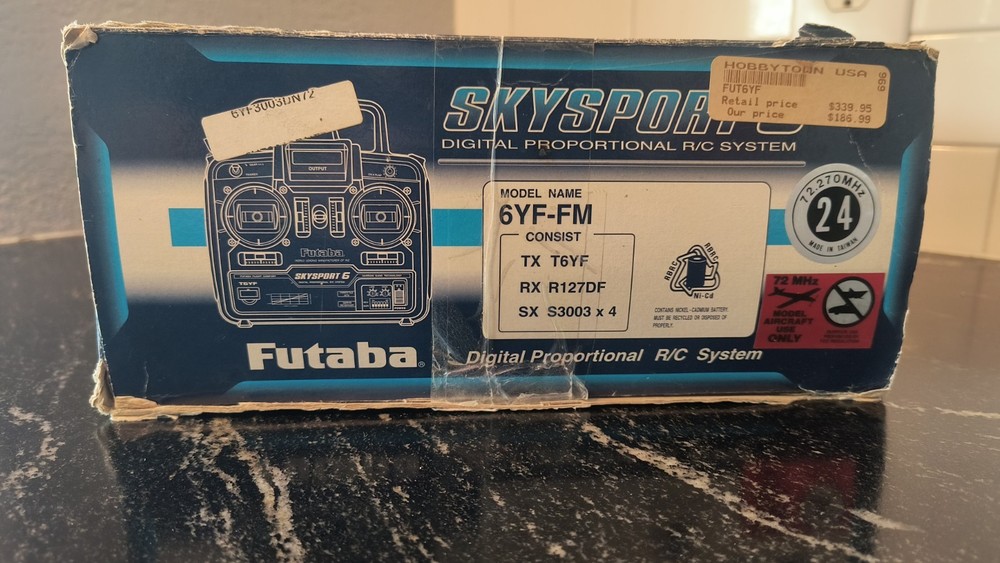 6YF3003DN72
OUTPUT
Futaba
SKYSPORT 6
T6YF
Futaba
SKYSPORT 6
DIGITAL PROPORTIONAL R/C SYSTEM
HOBBYTOWN USA
696
FUT6YF
Retail price $339.95
Our price $186.99
MODEL NAME
6YF-FM
CONSIST
TX T6YF
RX R127DF
SX S3003 x 4
RBRC RBRC
Ni-Cd
CONTAINS NICKEL-CADMIUM BATTERY.
MUST BE RECYCLED OR DISPOSED OF
PROPERLY.
72.270MHz
24
MADE IN TAIWAN
72 MHz
MODEL
AIRCRAFT
USE
ONLY
Digital Proportional R/C System